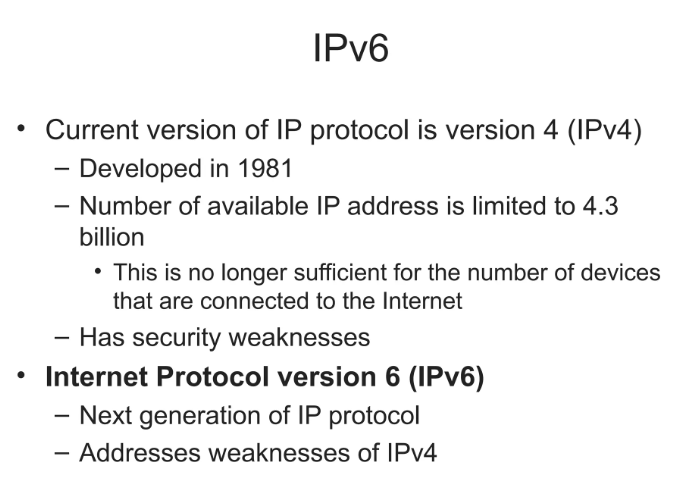 IPv6
• Current version of IP protocol is version 4 (IPv4)
– Developed in 1981
– Number of available IP address is limited to 4.3
billion
• This is no longer sufficient for the number of devices
that are connected to the Internet
– Has security weaknesses
• Internet Protocol version 6 (IPv6)
– Next generation of IP protocol
– Addresses weaknesses of IPv4